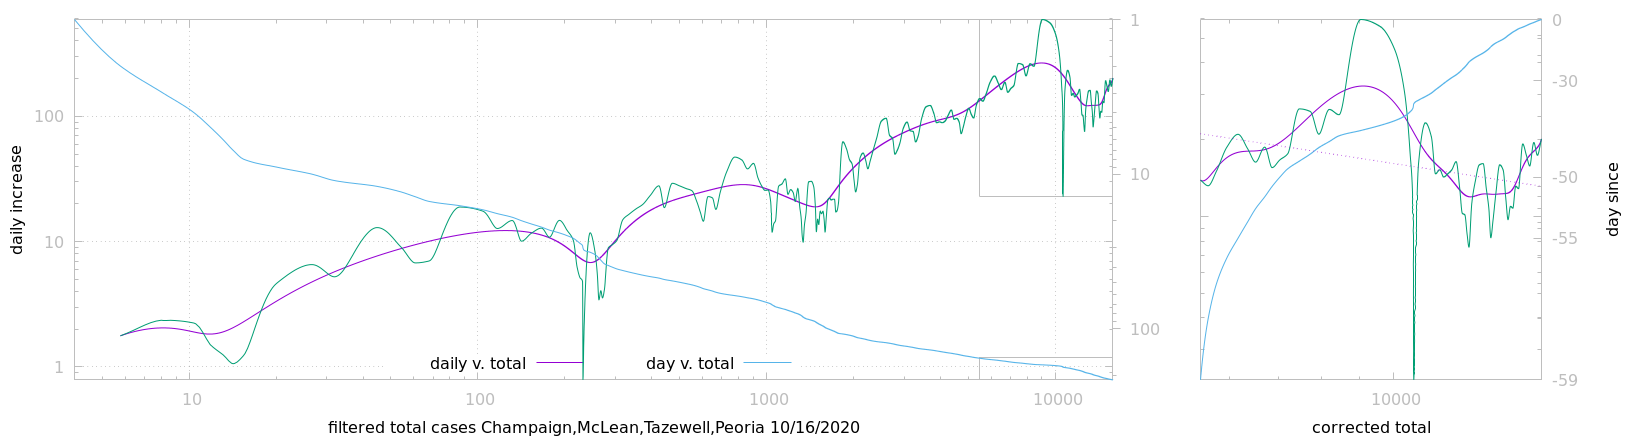 1
0
100
-30
daily increase
10
-50
day since
10
-55
100
1
daily v. total
day v. total
-59
10
100
1000
10000
10000
filtered total cases Champaign,McLean,Tazewell,Peoria 10/16/2020
corrected total